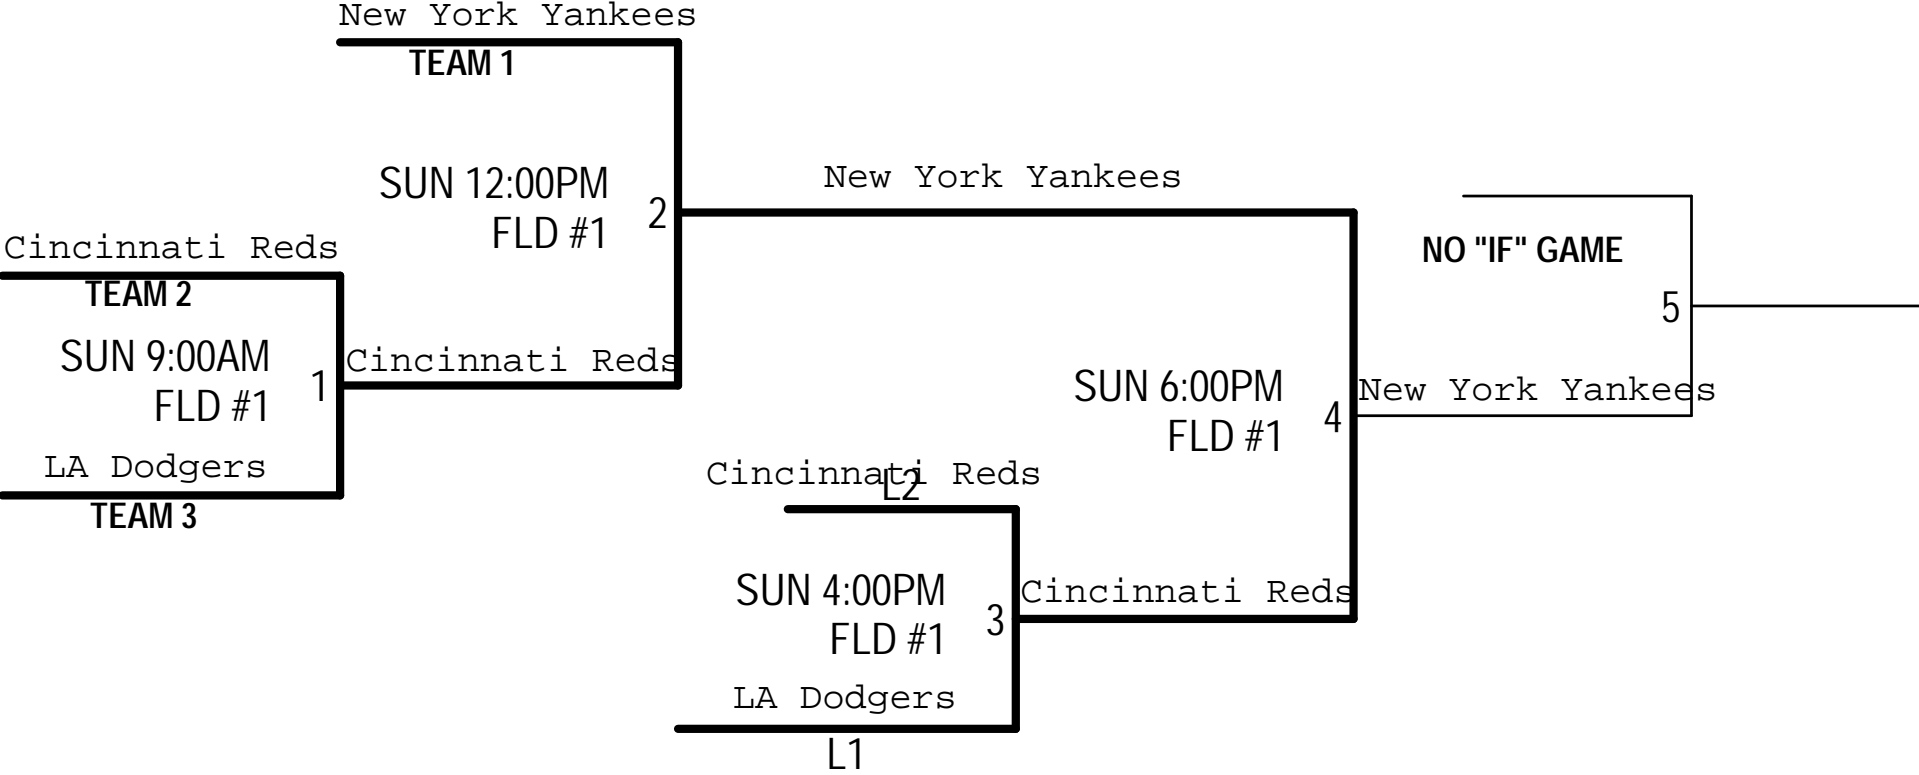 New York Yankees
TEAM 1
SUN 12:00PM
FLD #1
2
New York Yankees
Cincinnati Reds
TEAM 2
SUN 9:00AM
FLD #1
1
Cincinnati Reds
LA Dodgers
TEAM 3
NO "IF" GAME
5
SUN 6:00PM
FLD #1
4
New York Yankees
Cincinnati Reds
L2
SUN 4:00PM
FLD #1
3
Cincinnati Reds
LA Dodgers
L1